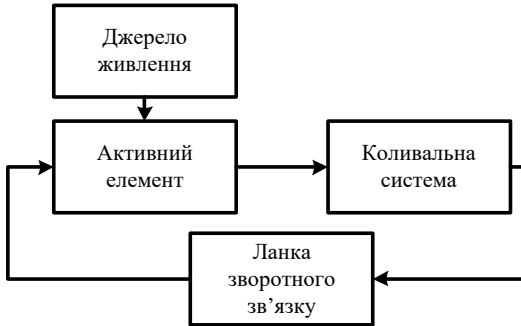 Джерело
живлення
Активний
елемент
Коливальна
система
Ланка
зворотного
зв’язку